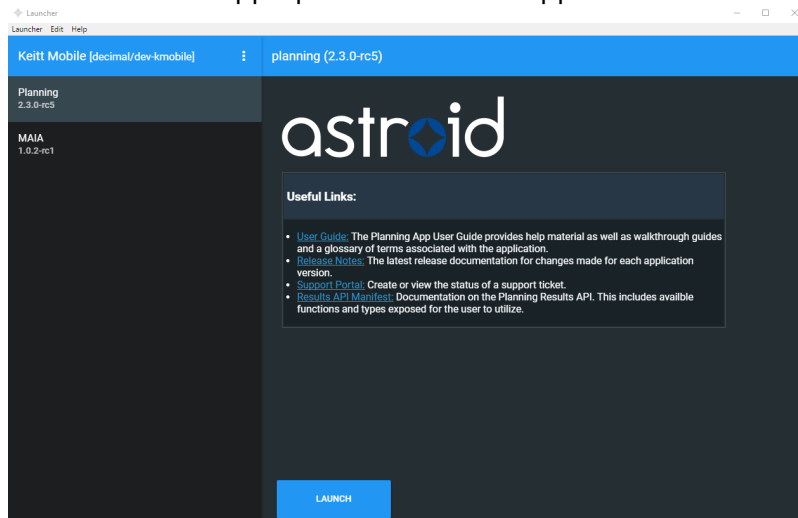 Launcher
Launcher Edit Help
Keitt Mobile [decimal/dev-kmobile]
planning (2.3.0-rc5)
Planning
2.3.0-rc5
MAIA
1.0.2-rc1
astroid
Useful Links:
• User Guide: The Planning App User Guide provides help material as well as walkthrough guides
and a glossary of terms associated with the application.
• Release Notes: The latest release documentation for changes made for each application
version.
• Support Portal: Create or view the status of a support ticket.
• Results API Manifest: Documentation on the Planning Results API. This includes availble
functions and types exposed for the user to utilize.
LAUNCH